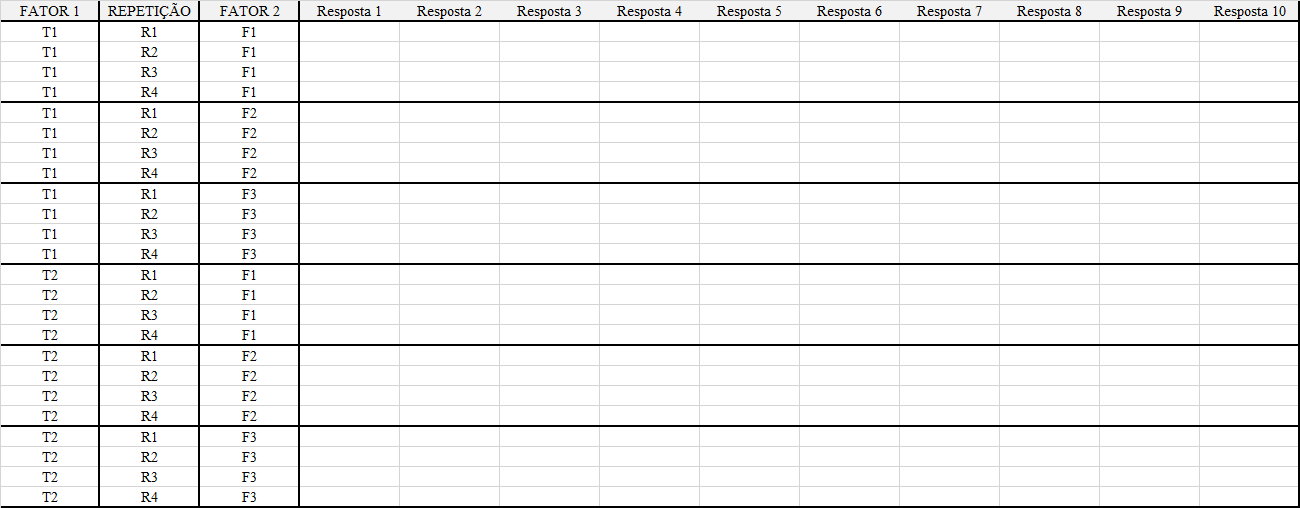 FATOR 1 REPETIÇÃO FATOR 2 Resposta 1 Resposta 2 Resposta 3 Resposta 4 Resposta 5 Resposta 6 Resposta 7 Resposta 8 Resposta 9 Resposta 10
T1 R1 F1
T1 R2 F1
T1 R3 F1
T1 R4 F1
T1 R1 F2
T1 R2 F2
T1 R3 F2
T1 R4 F2
T1 R1 F3
T1 R2 F3
T1 R3 F3
T1 R4 F3
T2 R1 F1
T2 R2 F1
T2 R3 F1
T2 R4 F1
T2 R1 F2
T2 R2 F2
T2 R3 F2
T2 R4 F2
T2 R1 F3
T2 R2 F3
T2 R3 F3
T2 R4 F3